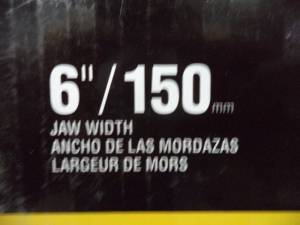 6"/150mm
JAW WIDTH
ANCHO DE LAS MORDAZAS
LARGEUR DE MORS